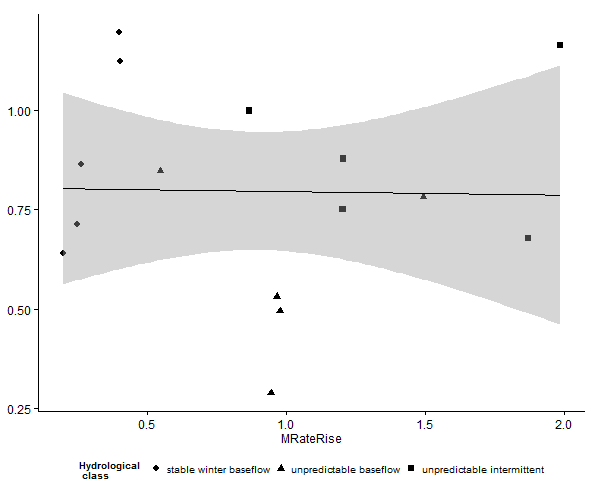 1.00
0.75
0.50
0.25
0.5 1.0 1.5 2.0
MRateRise
Hydrological
class
stable winter baseflow unpredictable baseflow unpredictable intermittent